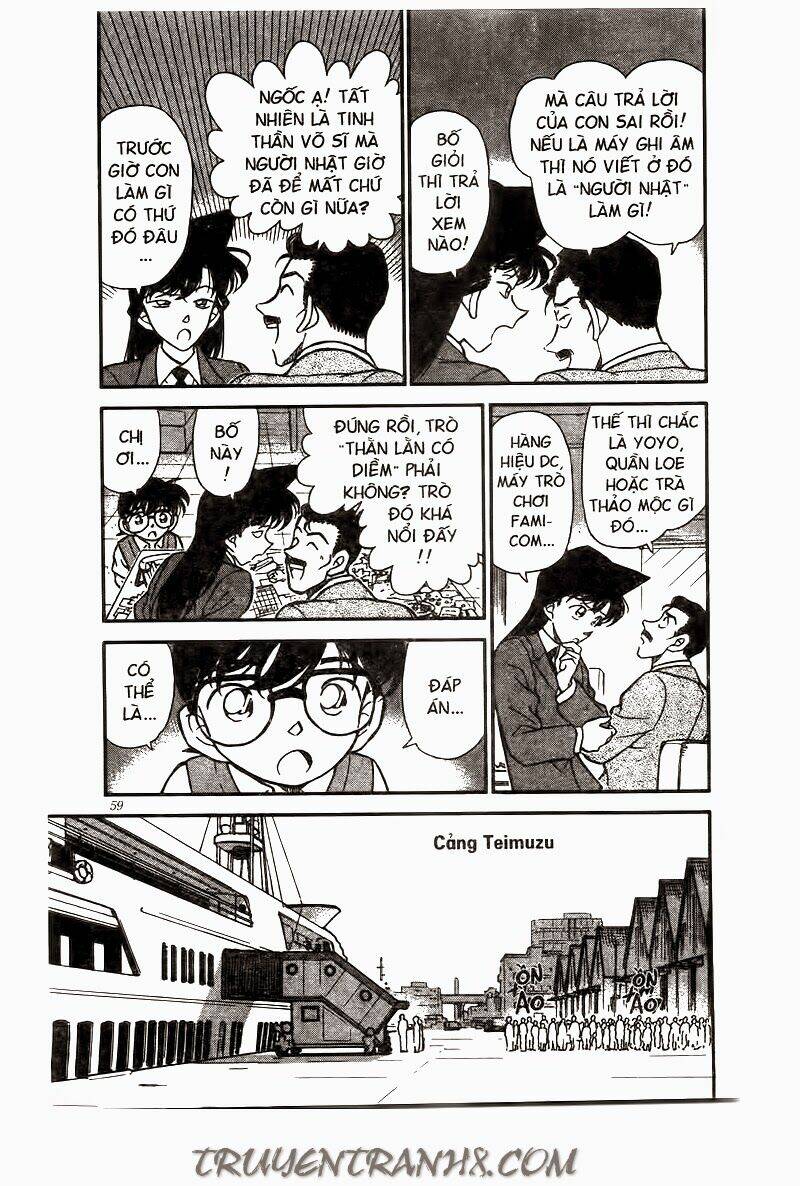 MÀ CÂU TRẢ LỜI
CỦA CON SAI RỒI!
NẾU LÀ MÁY GHI ÂM
THÌ NÓ VIẾT Ở ĐÓ
LÀ "NGƯỜI NHẬT"
LÀM GÌ!
BỐ
GIỎI
THÌ TRẢ
LỜI
XEM
NÀO!
NGỐC Ạ! TẤT
NHIÊN LÀ TINH
THẦN VÕ SĨ MÀ
NGƯỜI NHẬT GIỜ
ĐÃ ĐỂ MẤT CHỨ
CÒN GÌ NỮA?
TRƯỚC
GIỜ CON
LÀM GÌ
CÓ THỨ
ĐÓ ĐÂU
...
THẾ THÌ CHẮC
LÀ YOYO,
QUẦN LOE
HOẶC TRÀ
THẢO MỘC GÌ
ĐÓ...
HÀNG
HIỆU DC,
MÁY TRÒ
CHƠI
FAMI-
COM...
ĐÚNG RỒI, TRÒ
"THẰN LẰN CÓ
DIỀM" PHẢI
KHÔNG? TRÒ
ĐÓ KHÁ
NỔI ĐẤY
!!
BỐ
NÀY
!
CHỊ
ƠI...
ĐÁP
ÁN...
CÓ
THỂ
LÀ...
59
Cảng Teimuzu
ỒN
ÀO
ỒN
ÀO
TRUYENTRANH8.COM